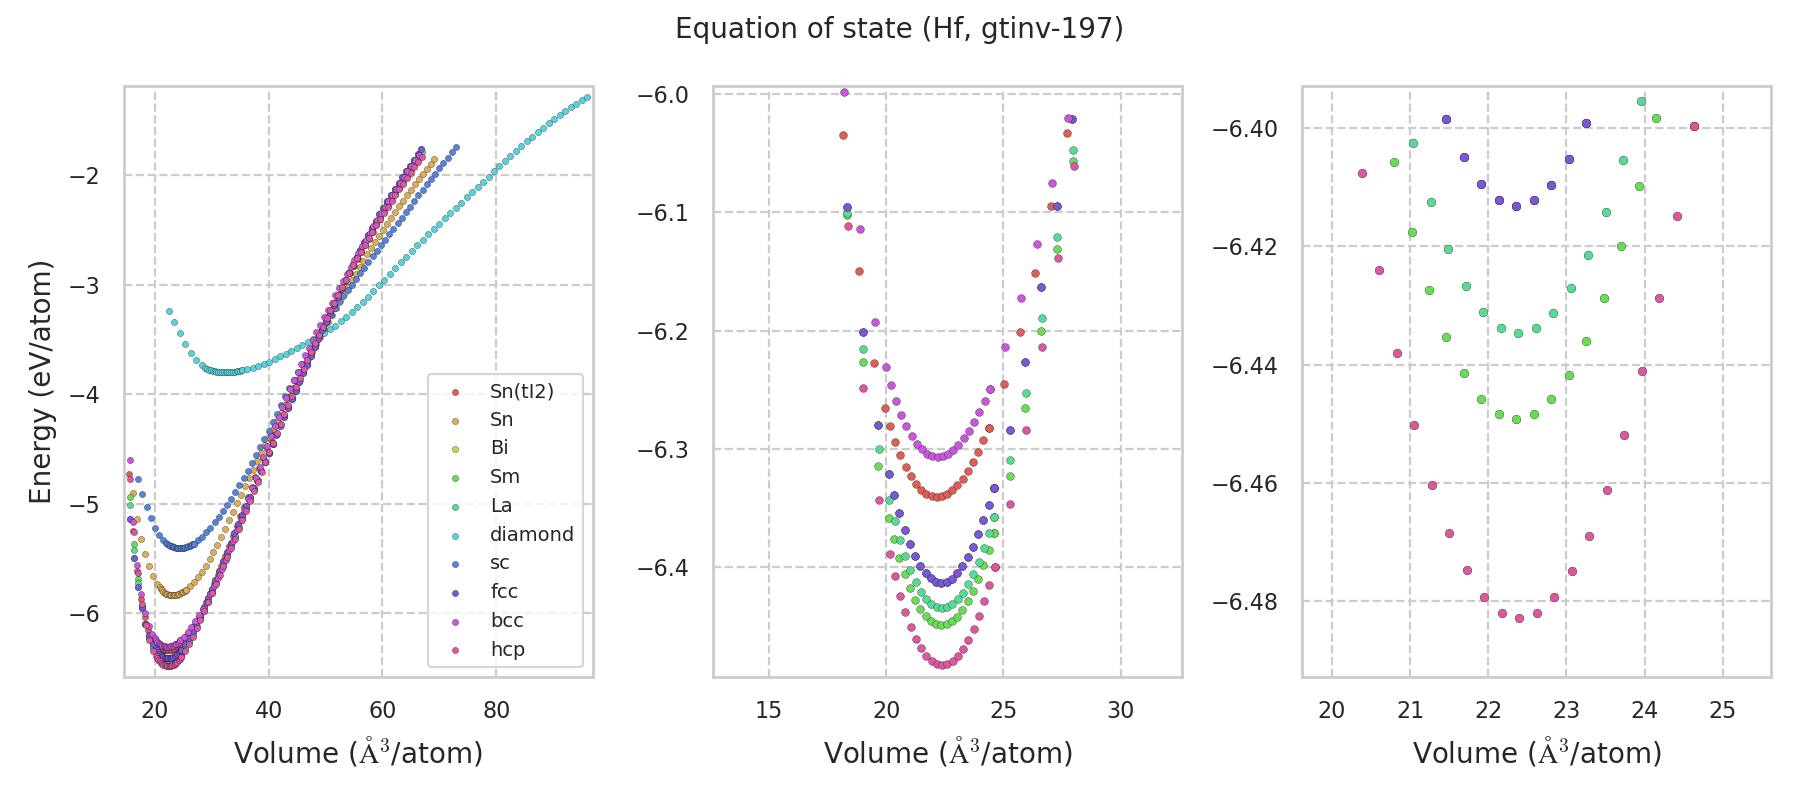 Equation of state (Hf, gtinv-197)
Energy (eV/atom)
−2
−3
−4
−5
−6
20 40 60 80
Volume (Å³/atom)
Sn(tI2)
Sn
Bi
Sm
La
diamond
sc
fcc
bcc
hcp
−6.0
−6.1
−6.2
−6.3
−6.4
15 20 25 30
Volume (Å³/atom)
−6.40
−6.42
−6.44
−6.46
−6.48
20 21 22 23 24 25
Volume (Å³/atom)